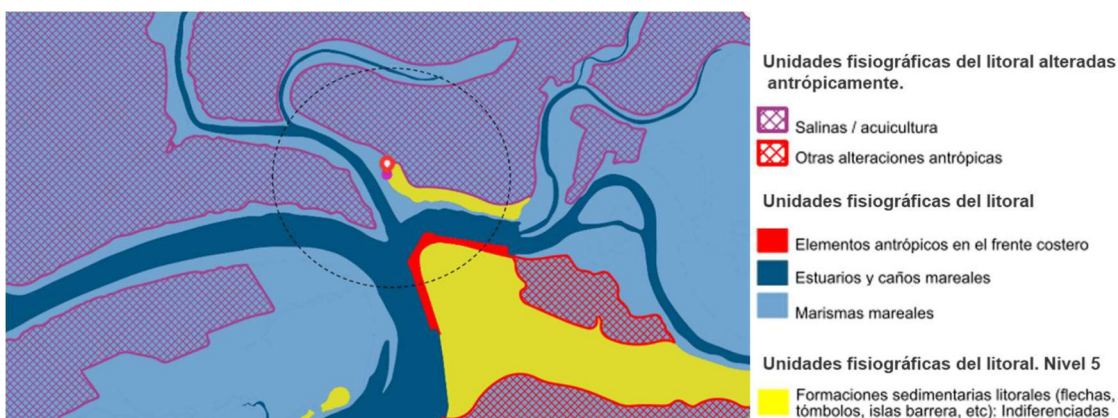 Unidades fisiográficas del litoral alteradas
antrópicamente.
Salinas / acuicultura
Otras alteraciones antrópicas
Unidades fisiográficas del litoral
Elementos antrópicos en el frente costero
Estuarios y caños mareales
Marismas mareales
Unidades fisiográficas del litoral. Nivel 5
Formaciones sedimentarias litorales (flechas,
tómbolos, islas barrera, etc): Indiferenciadas